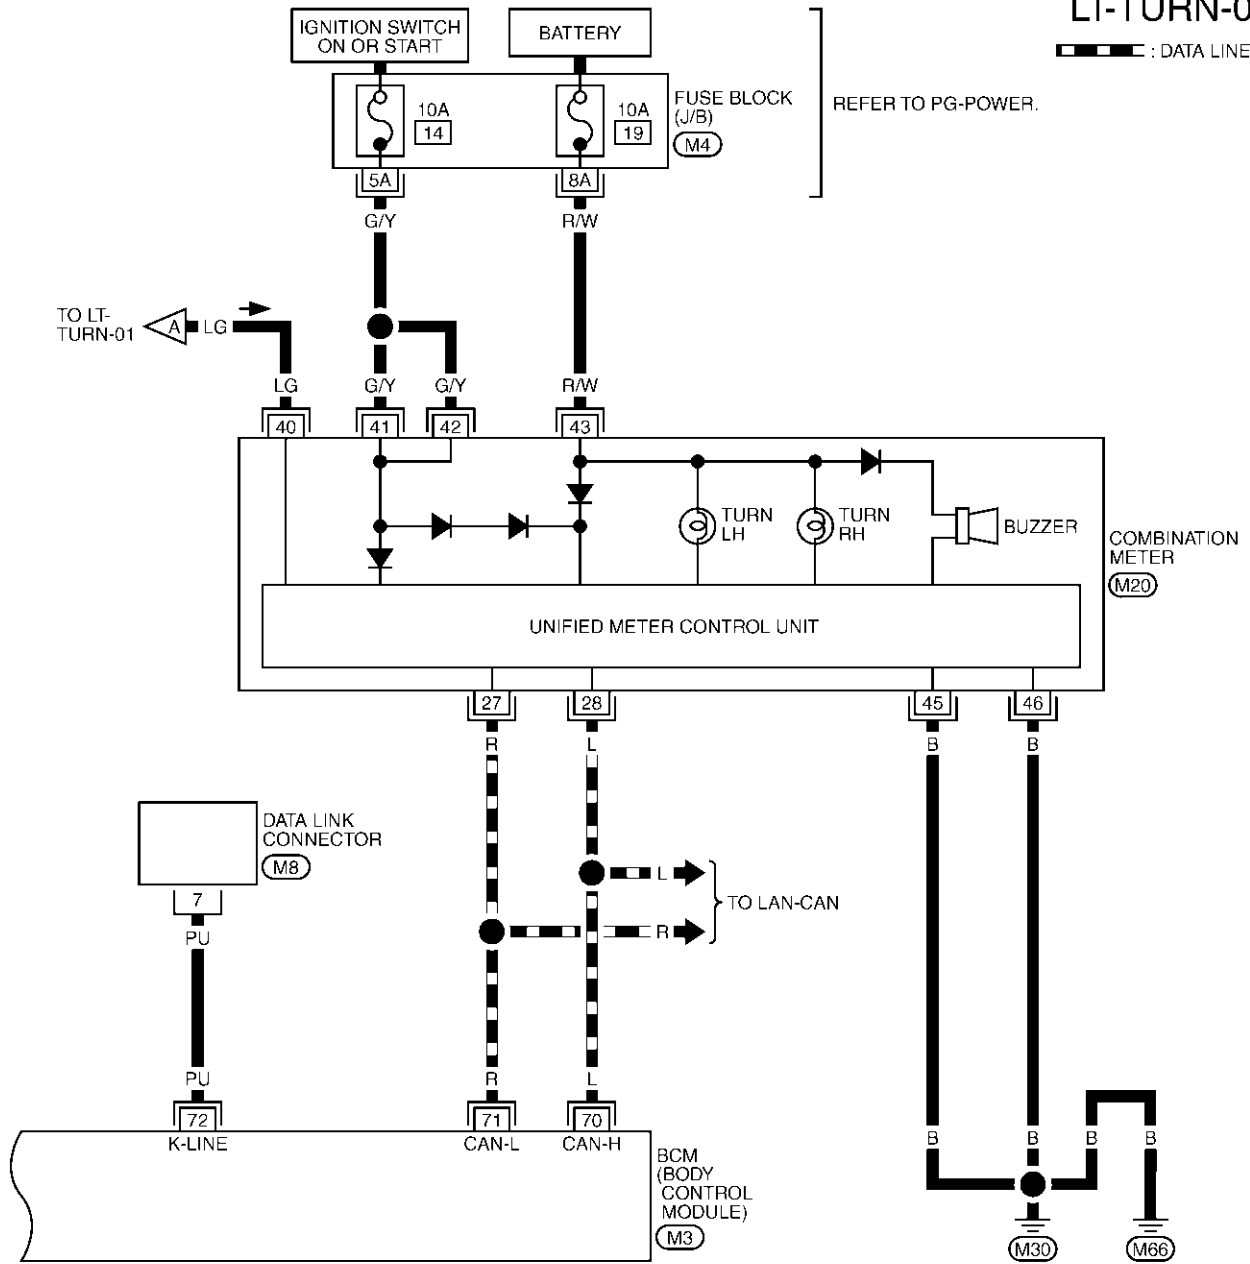 LT-TURN-0
: DATA LINE
IGNITION SWITCH
ON OR START
BATTERY
10A
14
10A
19
FUSE BLOCK
(J/B)
M4
REFER TO PG-POWER.
5A
8A
G/Y
R/W
TO LT-
TURN-01
A
LG
LG
G/Y
G/Y
R/W
40
41
42
43
TURN
LH
TURN
RH
BUZZER
COMBINATION
METER
M20
UNIFIED METER CONTROL UNIT
27
28
45
46
R
L
B
B
DATA LINK
CONNECTOR
M8
7
PU
L
R
TO LAN-CAN
PU
R
L
72
71
70
K-LINE
CAN-L
CAN-H
BCM
(BODY
CONTROL
MODULE)
M3
B
B
B
B
M30
M66